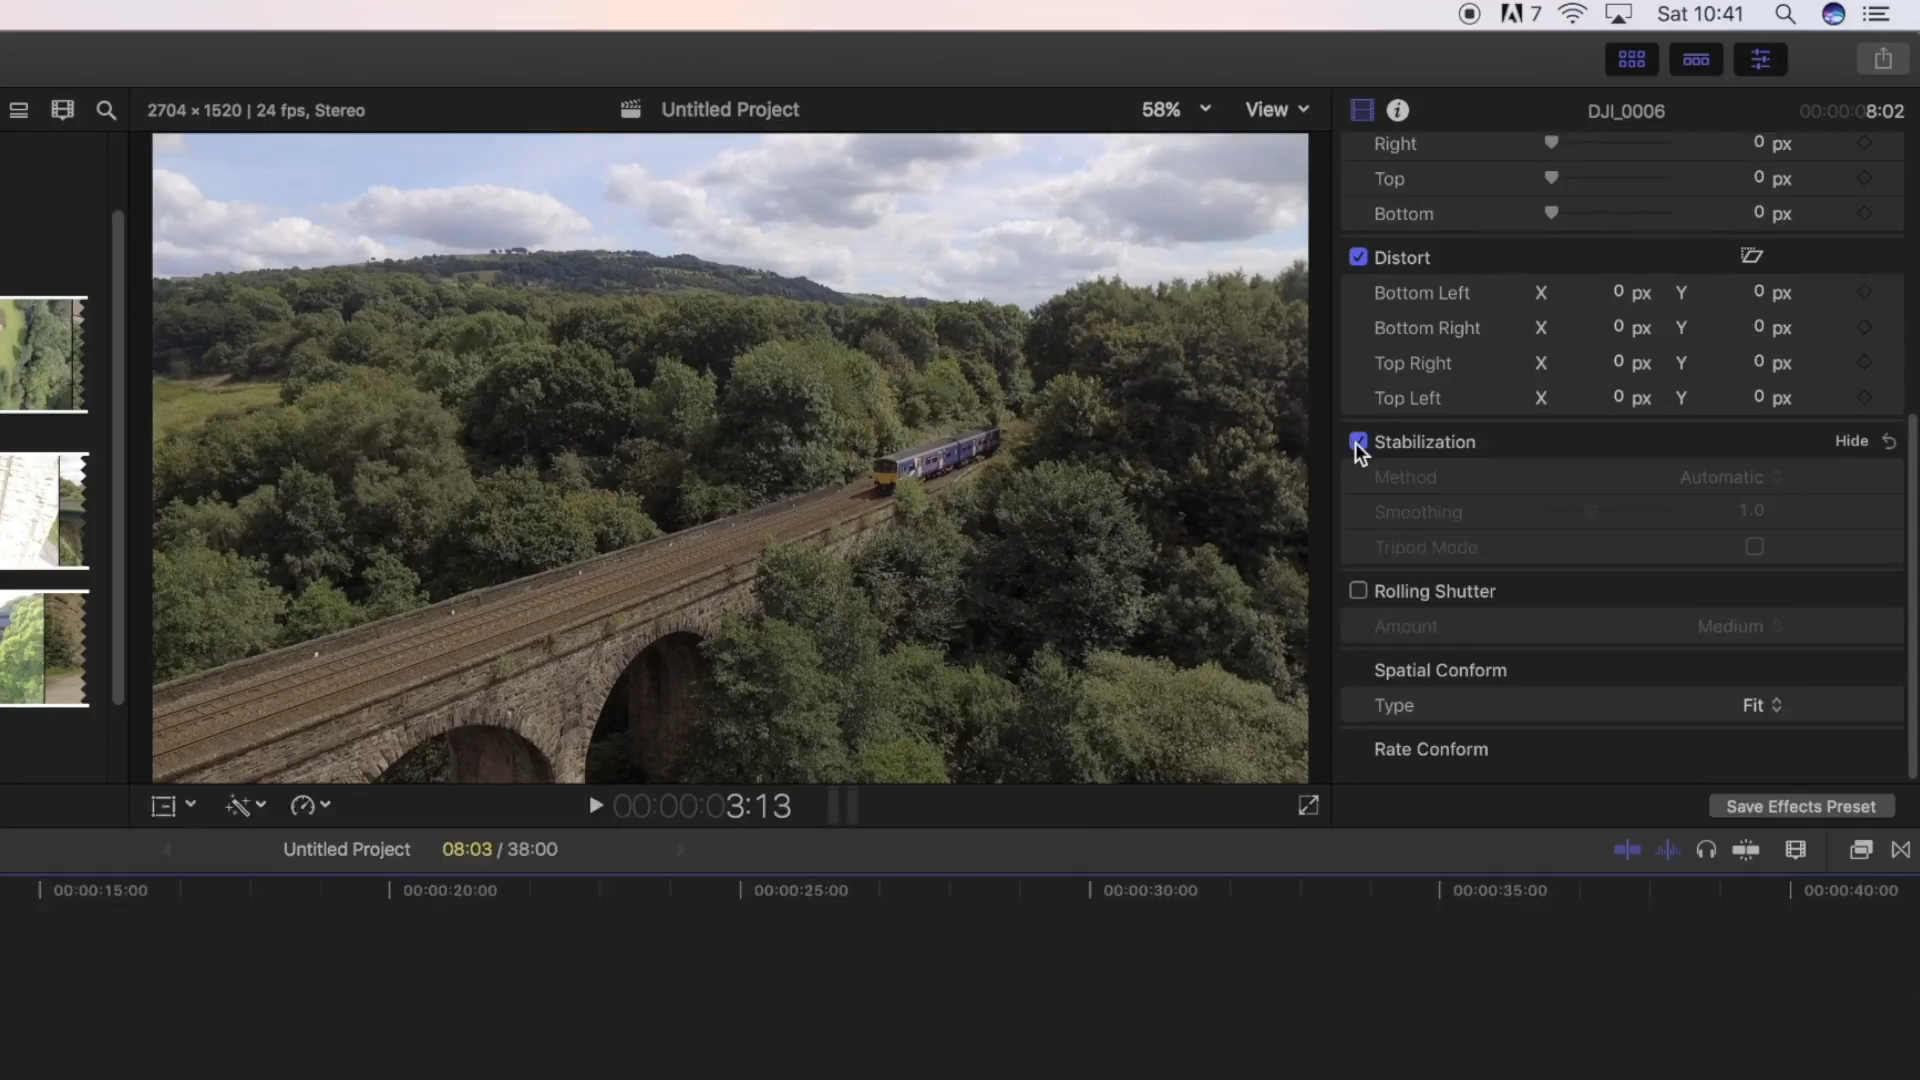 7 Sat 10:41
2704 × 1520 | 24 fps, Stereo
Untitled Project
58%
View
DJI_0006
00:00:08:02
Right 0 px
Top 0 px
Bottom 0 px
Distort
Bottom Left X 0 px Y 0 px
Bottom Right X 0 px Y 0 px
Top Right X 0 px Y 0 px
Top Left X 0 px Y 0 px
Stabilization Hide
Method Automatic
Smoothing 1.0
Tripod Mode
Rolling Shutter
Amount Medium
Spatial Conform
Type Fit
Rate Conform
00:00:03:13
Save Effects Preset
Untitled Project 08:03 / 38:00
00:00:15:00 00:00:20:00 00:00:25:00 00:00:30:00 00:00:35:00 00:00:40:00